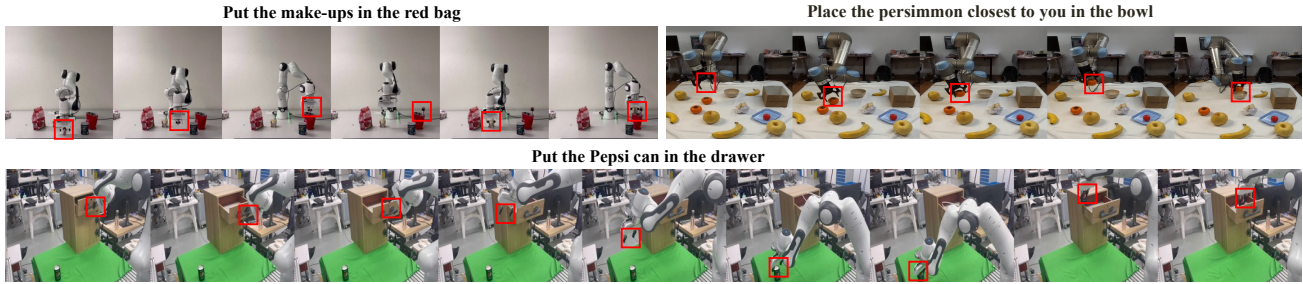 Put the make-ups in the red bag
Place the persimmon closest to you in the bowl
Put the Pepsi can in the drawer